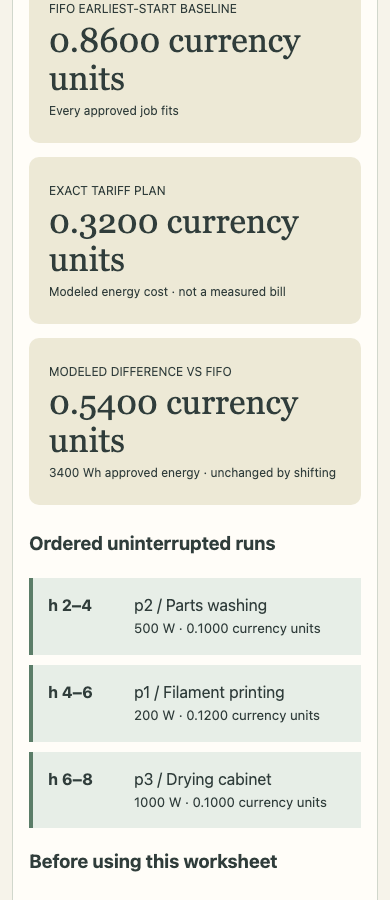 FIFO EARLIEST-START BASELINE
0.8600 currency
units
Every approved job fits
EXACT TARIFF PLAN
0.3200 currency
units
Modeled energy cost · not a measured bill
MODELED DIFFERENCE VS FIFO
0.5400 currency
units
3400 Wh approved energy · unchanged by shifting
Ordered uninterrupted runs
h 2–4 p2 / Parts washing
500 W · 0.1000 currency units
h 4–6 p1 / Filament printing
200 W · 0.1200 currency units
h 6–8 p3 / Drying cabinet
1000 W · 0.1000 currency units
Before using this worksheet